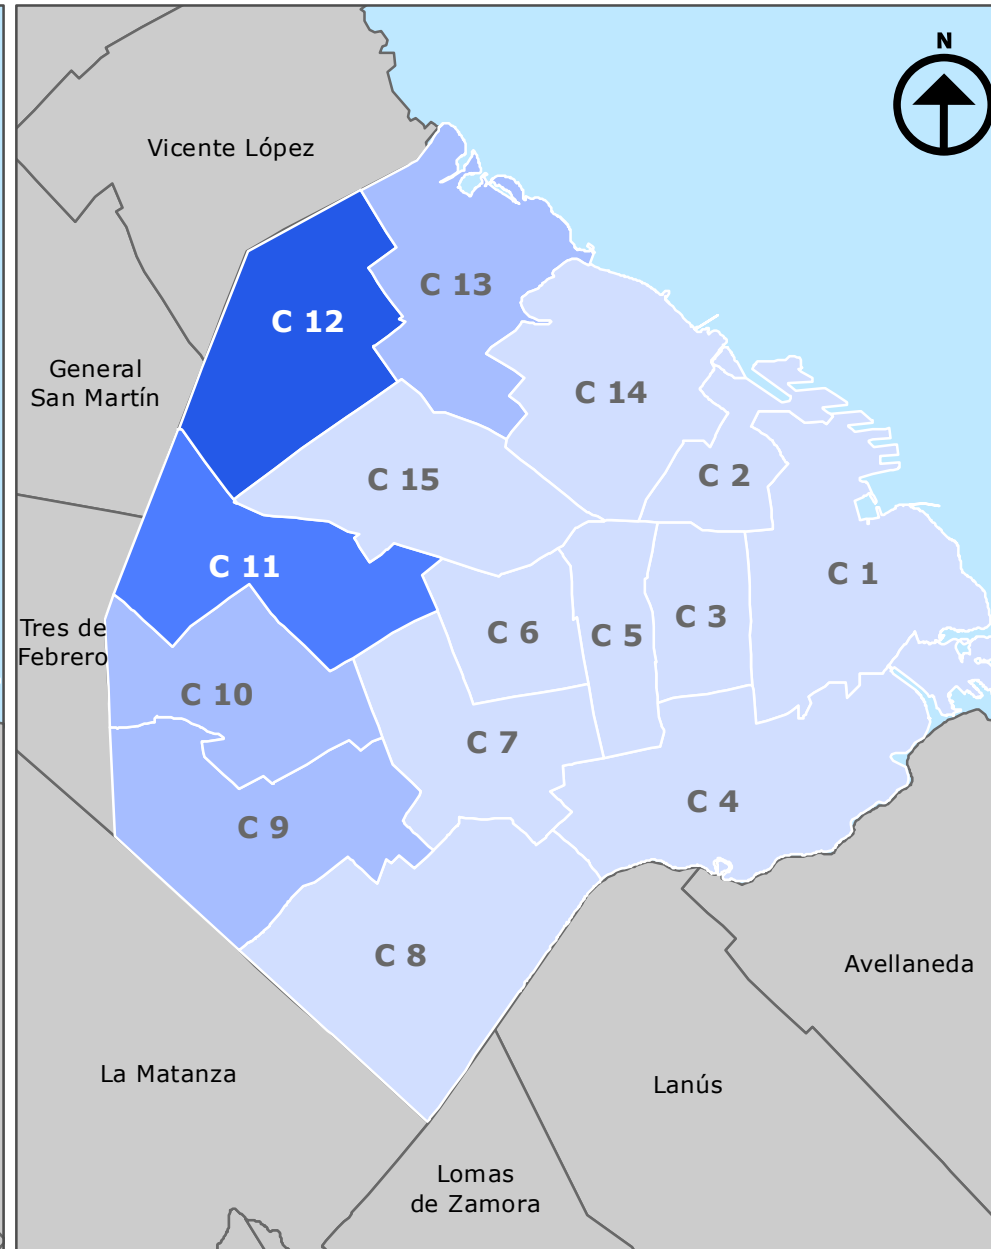 N
Vicente López
C 13
C 12
General
San Martín
C 14
C 15
C 2
C 11
C 1
Tres de
Febrero
C 6
C 5
C 3
C 10
C 7
C 4
C 9
C 8
Avellaneda
La Matanza
Lanús
Lomas
de Zamora